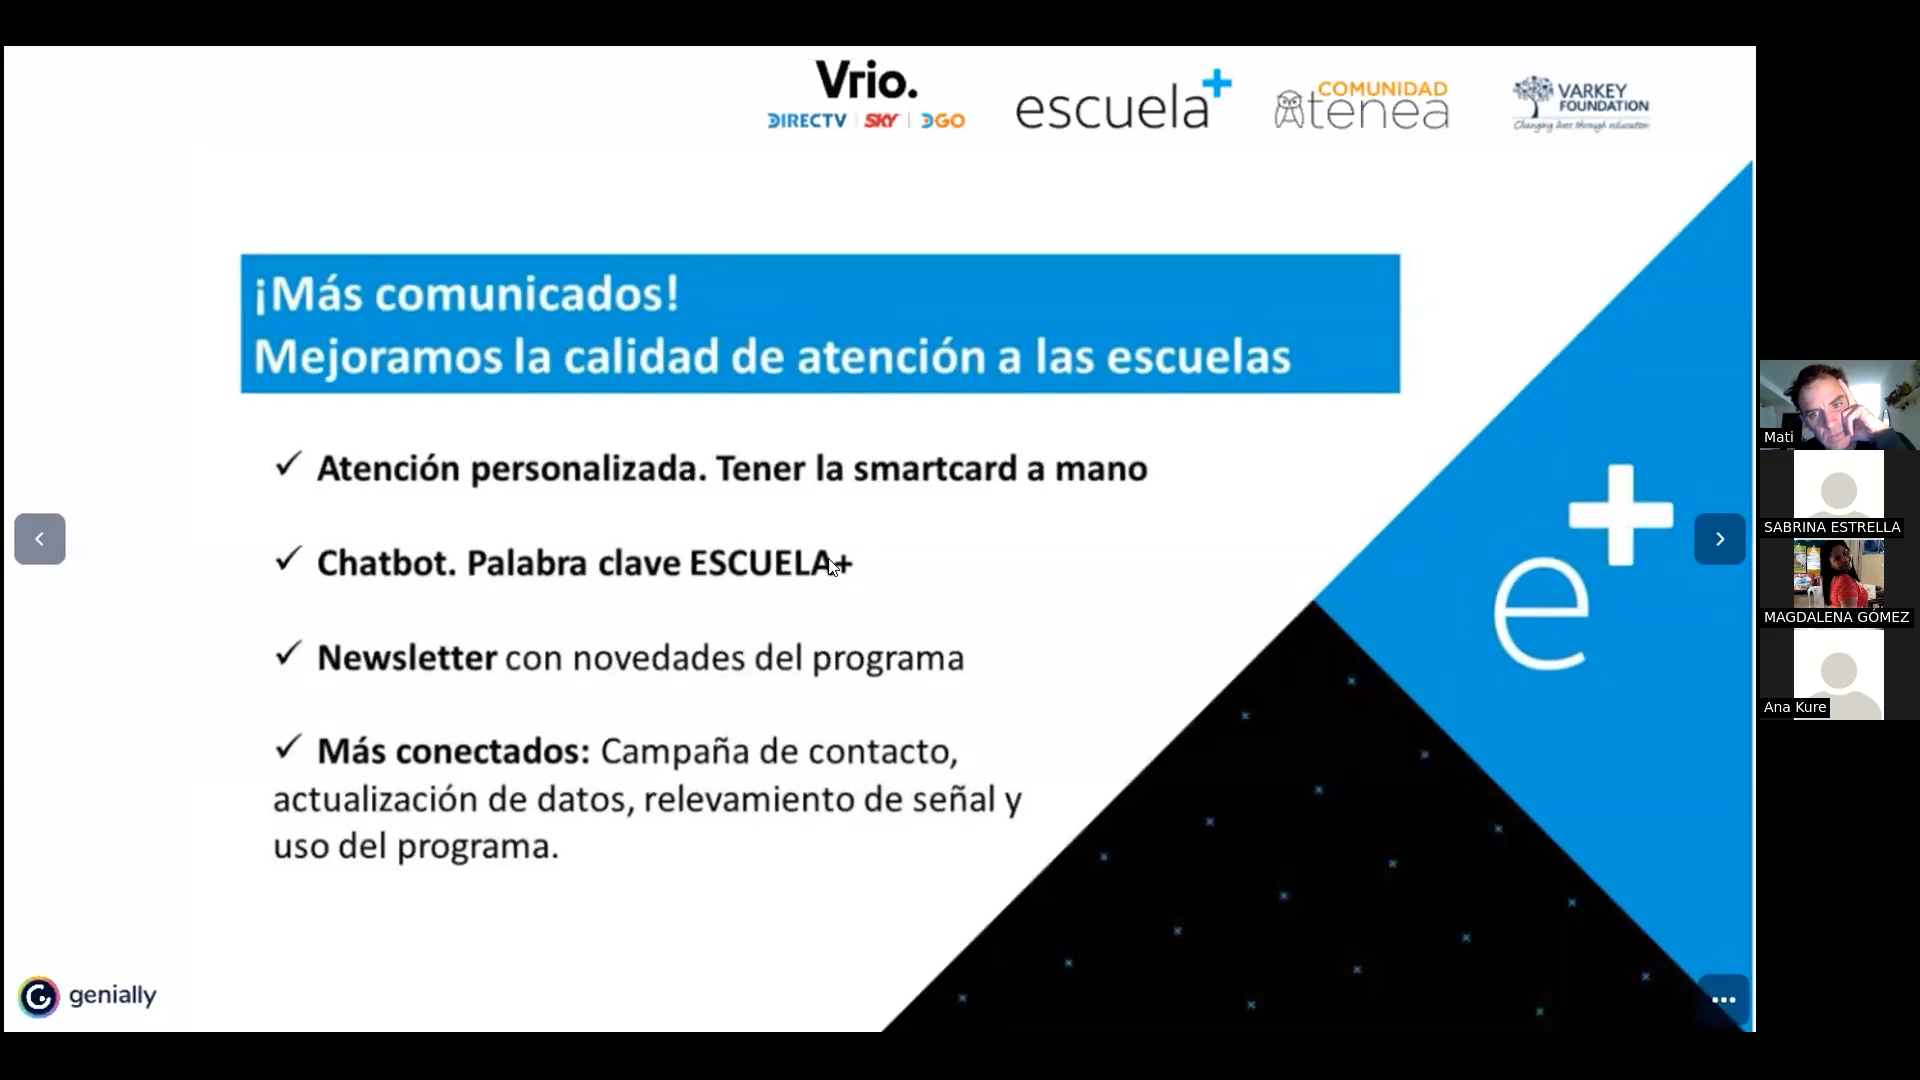 Vrio.
DIRECTV | SKY | DGO
escuela+
COMUNIDAD
Atenea
VARKEY
FOUNDATION
Changing lives through education
¡Más comunicados!
Mejoramos la calidad de atención a las escuelas
✓ Atención personalizada. Tener la smartcard a mano
✓ Chatbot. Palabra clave ESCUELA+
✓ Newsletter con novedades del programa
✓ Más conectados: Campaña de contacto,
actualización de datos, relevamiento de señal y
uso del programa.
e+
genially
Mati
SABRINA ESTRELLA
MAGDALENA GÓMEZ
Ana Kure